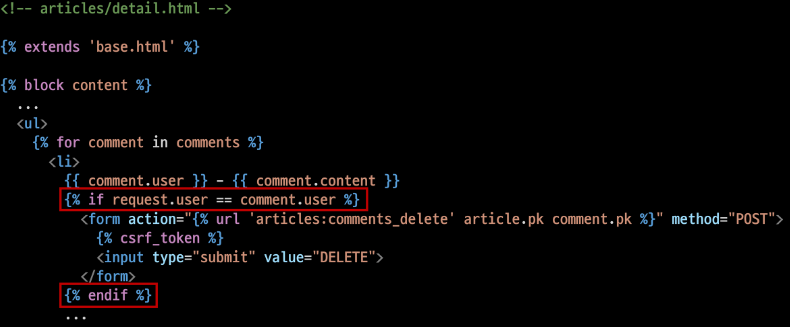 <!-- articles/detail.html -->
{% extends 'base.html' %}
{% block content %}
...
<ul>
{% for comment in comments %}
<li>
{{ comment.user }} - {{ comment.content }}
{% if request.user == comment.user %}
<form action="{% url 'articles:comments_delete' article.pk comment.pk %}" method="POST">
{% csrf_token %}
<input type="submit" value="DELETE">
</form>
{% endif %}
...